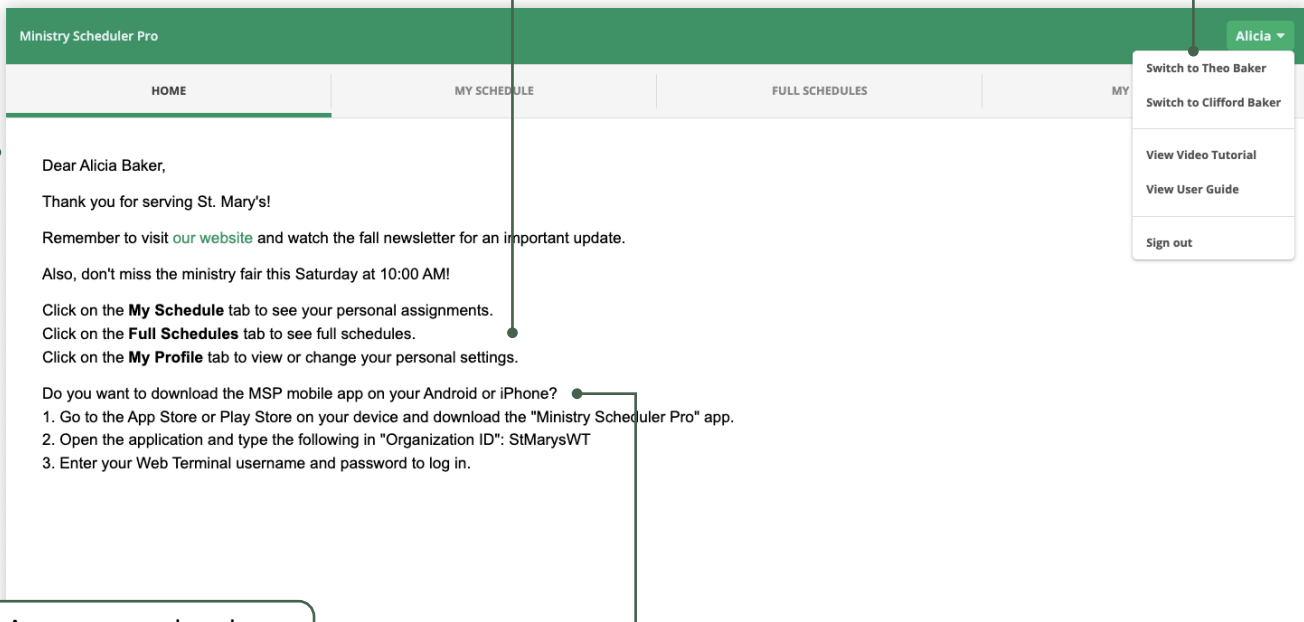 Ministry Scheduler Pro
Alicia
HOME
MY SCHEDULE
FULL SCHEDULES
MY
Switch to Theo Baker
Switch to Clifford Baker
View Video Tutorial
View User Guide
Sign out
Dear Alicia Baker,
Thank you for serving St. Mary's!
Remember to visit our website and watch the fall newsletter for an important update.
Also, don't miss the ministry fair this Saturday at 10:00 AM!
Click on the My Schedule tab to see your personal assignments.
Click on the Full Schedules tab to see full schedules.
Click on the My Profile tab to view or change your personal settings.
Do you want to download the MSP mobile app on your Android or iPhone?
1. Go to the App Store or Play Store on your device and download the "Ministry Scheduler Pro" app.
2. Open the application and type the following in "Organization ID": StMarysWT
3. Enter your Web Terminal username and password to log in.